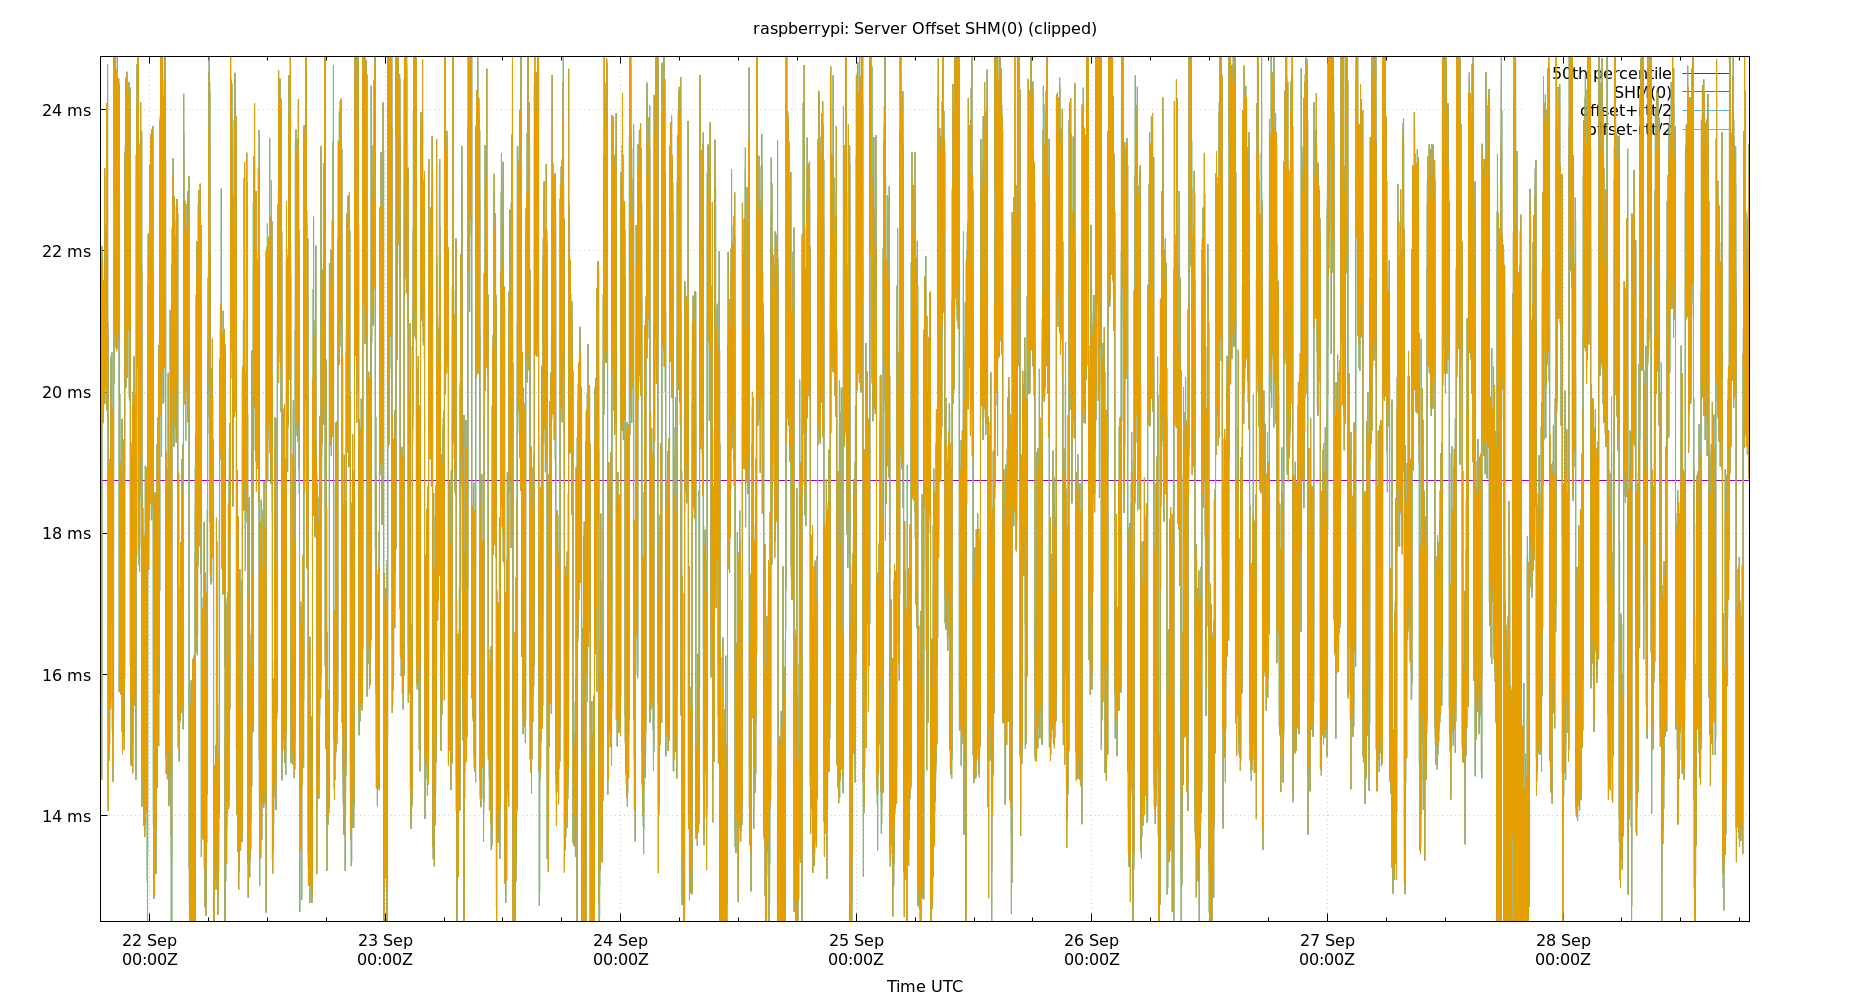 raspberrypi: Server Offset SHM(0) (clipped)
50th percentile
SHM(0)
offset+rtt/2
offset-rtt/2
24 ms
22 ms
20 ms
18 ms
16 ms
14 ms
22 Sep 23 Sep 24 Sep 25 Sep 26 Sep 27 Sep 28 Sep
00:00Z 00:00Z 00:00Z 00:00Z 00:00Z 00:00Z 00:00Z
Time UTC